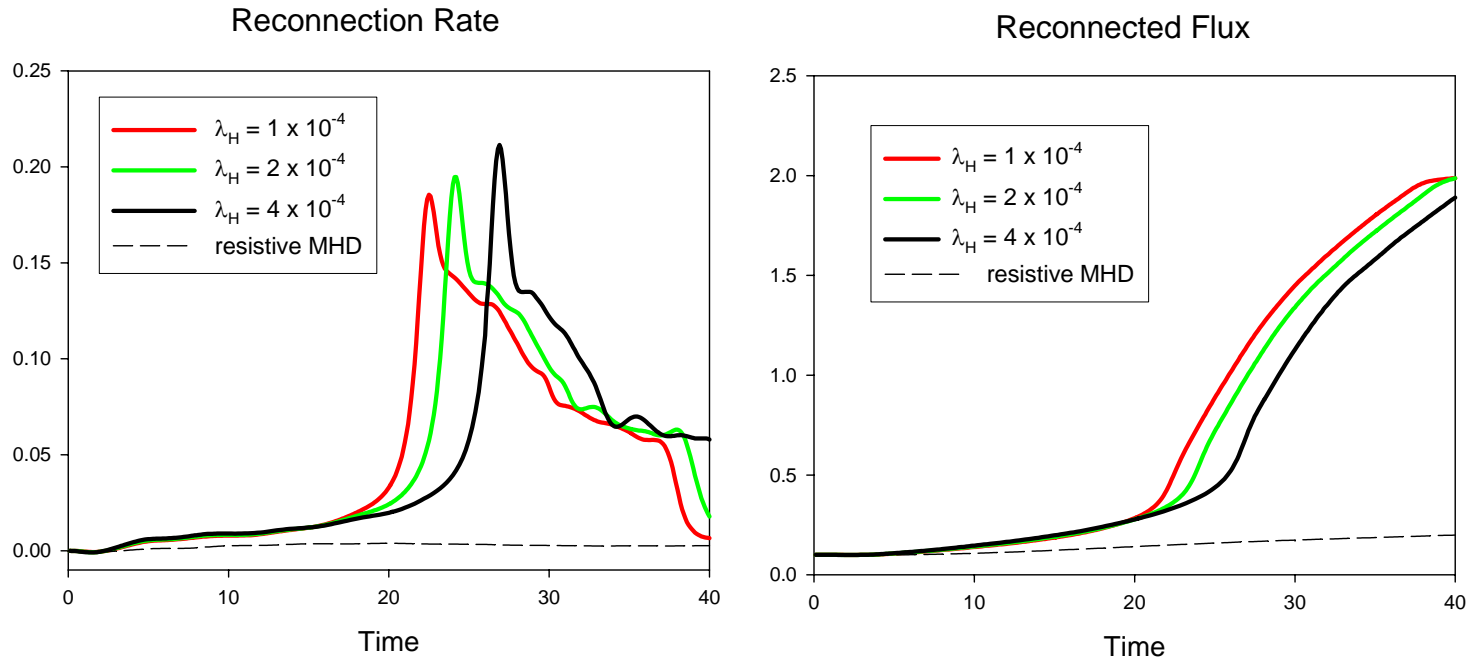 Reconnection Rate
0.25
0.20
0.15
0.10
0.05
0.00
λH = 1 x 10-4
λH = 2 x 10-4
λH = 4 x 10-4
resistive MHD
0 10 20 30 40
Time
Reconnected Flux
2.5
2.0
1.5
1.0
0.5
0.0
λH = 1 x 10-4
λH = 2 x 10-4
λH = 4 x 10-4
resistive MHD
0 10 20 30 40
Time